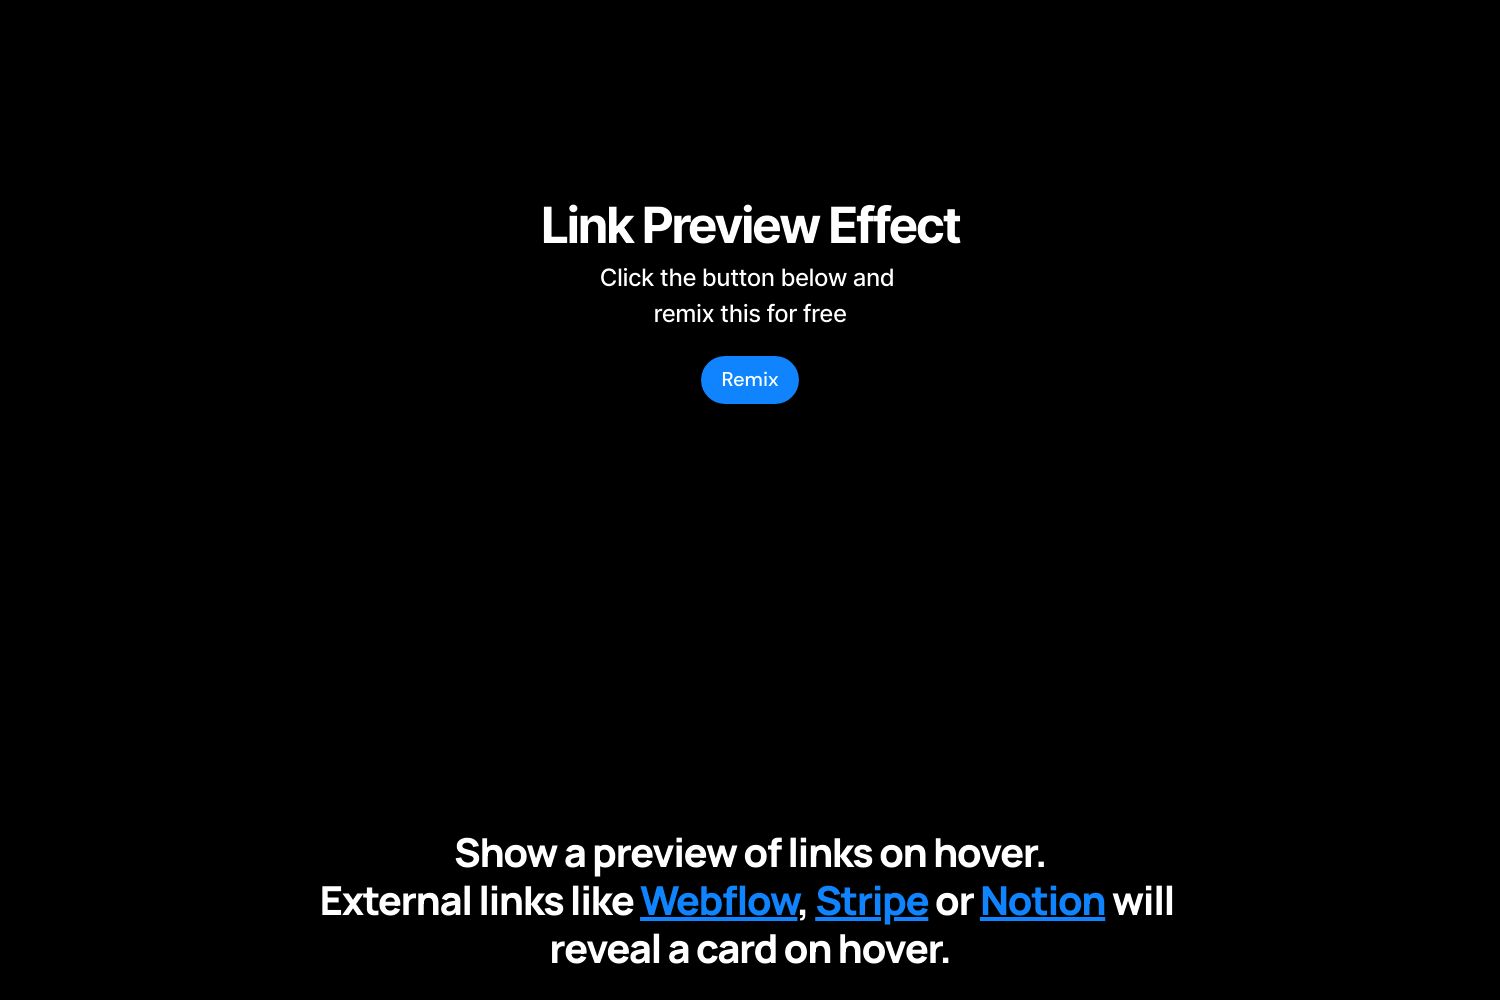 Link Preview Effect
Click the button below and
remix this for free
Remix
Show a preview of links on hover.
External links like Webflow, Stripe or Notion will
reveal a card on hover.